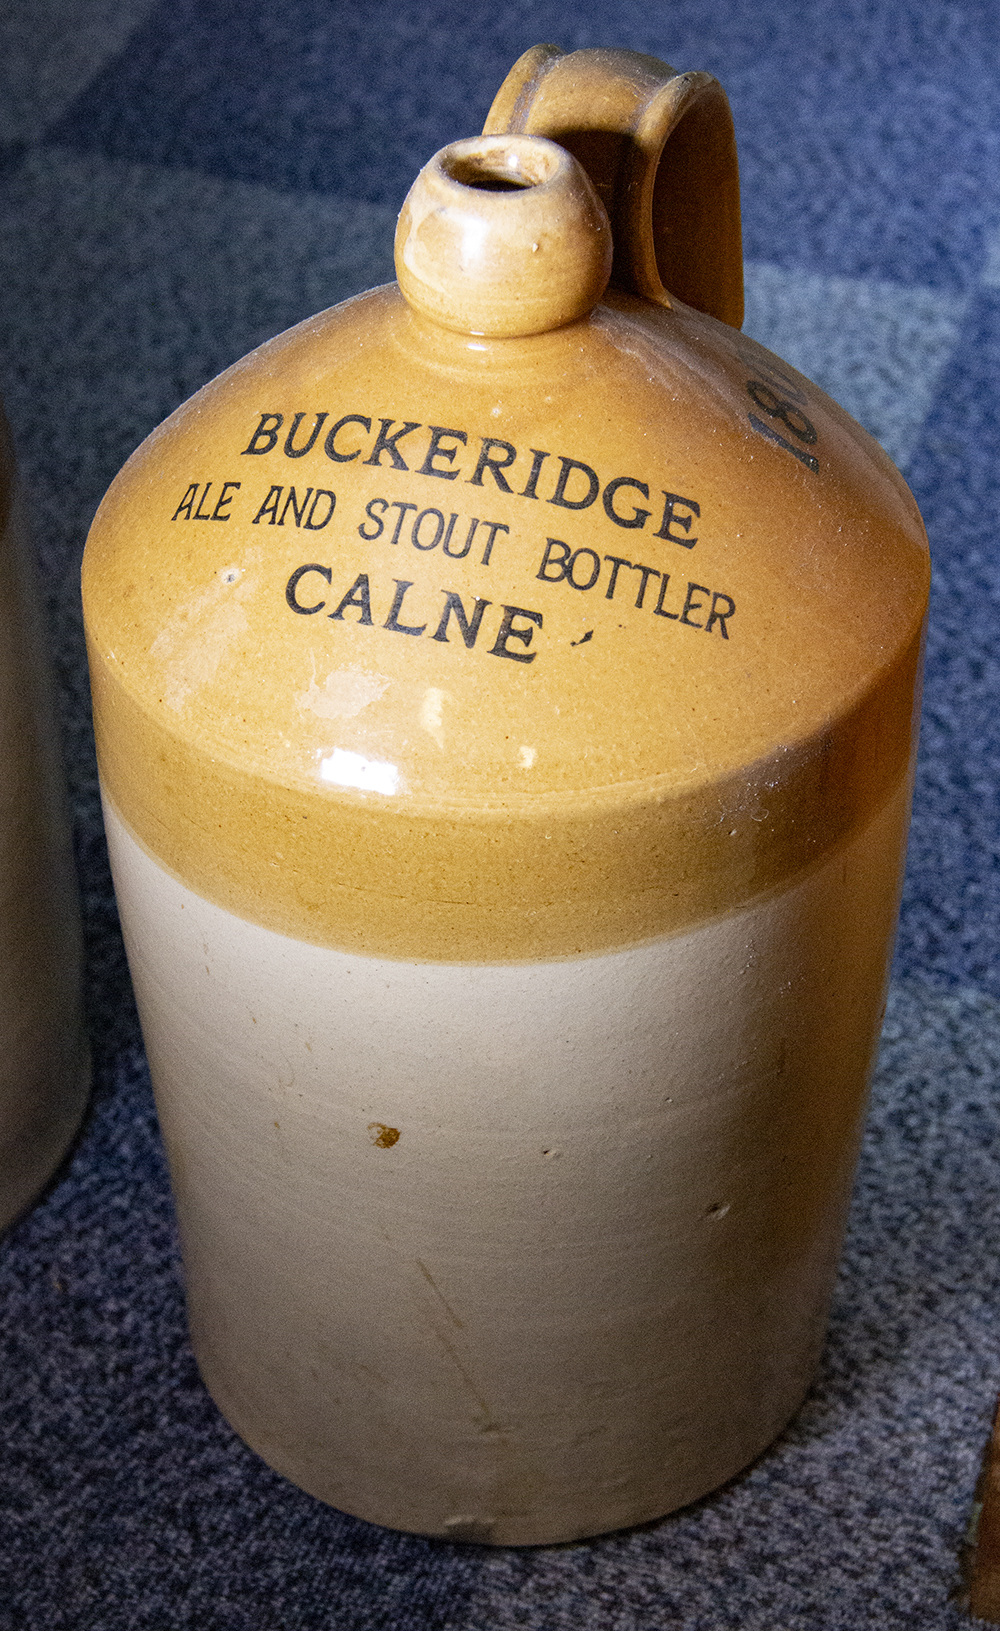 BUCKERIDGE
ALE AND STOUT BOTTLER
CALNE